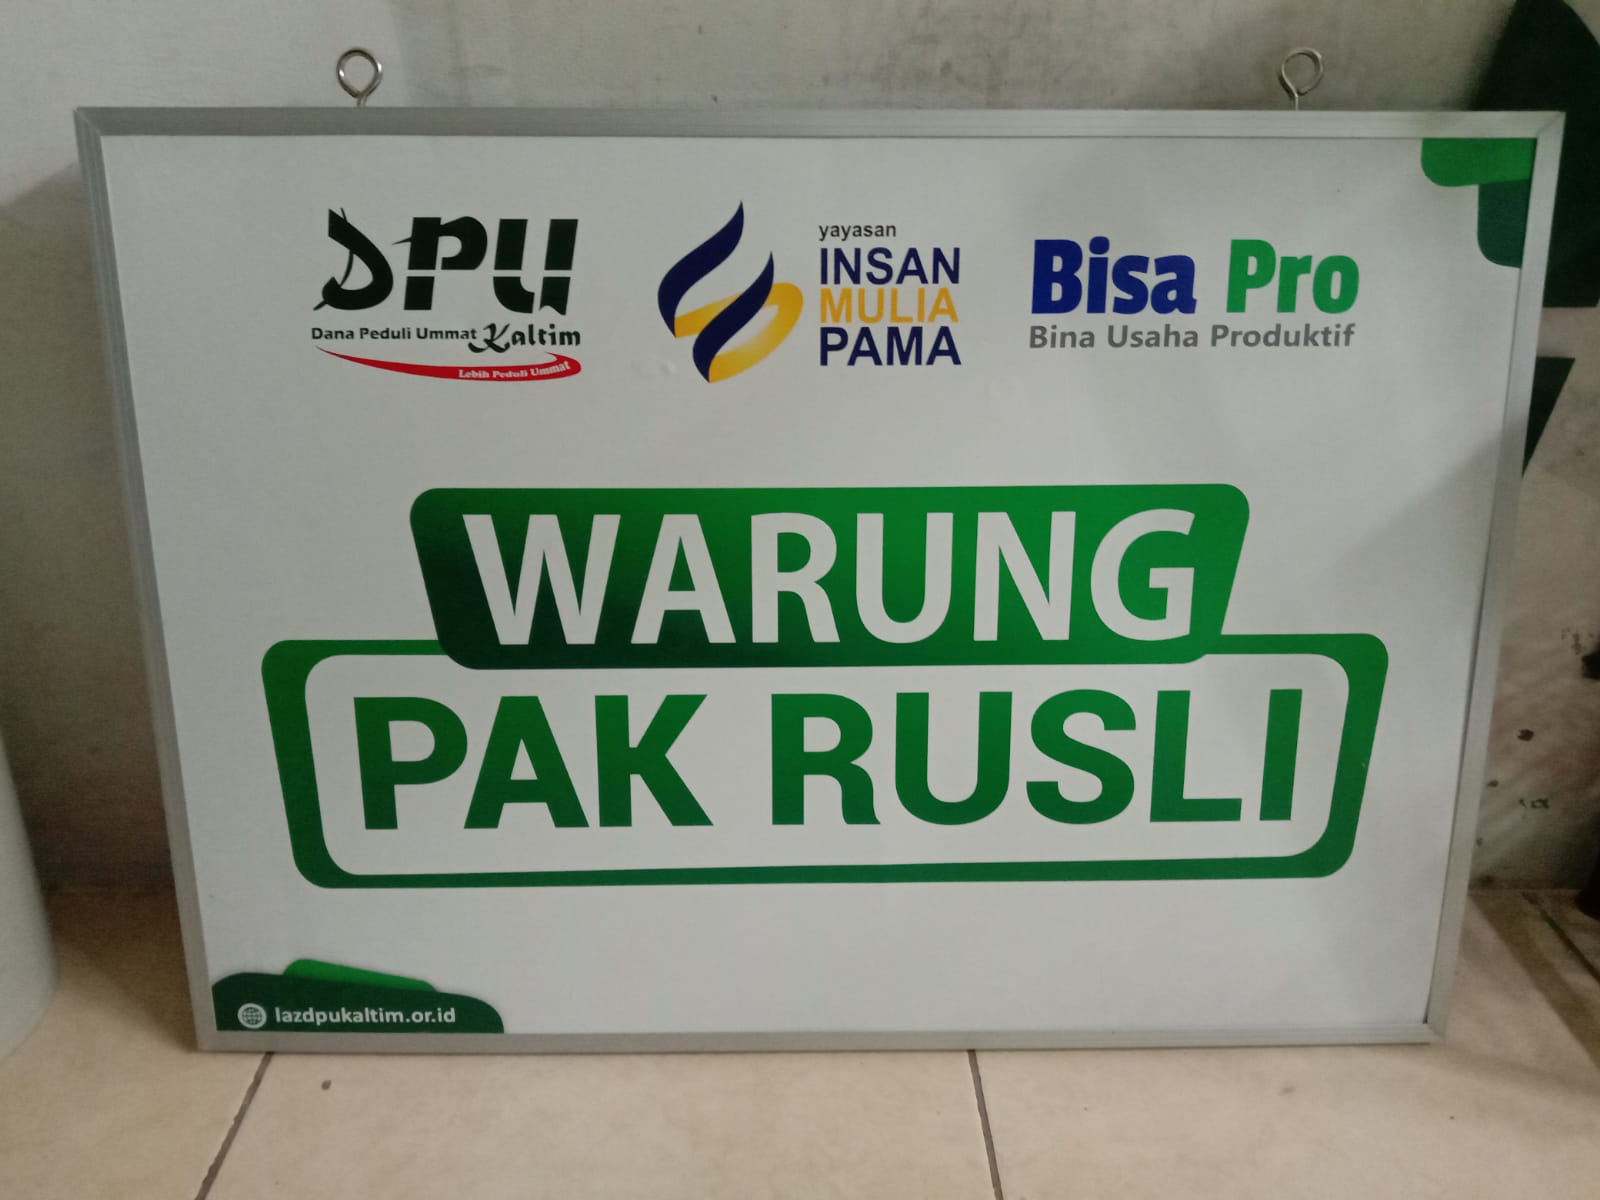 DPU
Dana Peduli Ummat Kaltim
Lebih Peduli Ummat
yayasan
INSAN
MULIA
PAMA
Bisa Pro
Bina Usaha Produktif
WARUNG
PAK RUSLI
lazdpukaltim.or.id